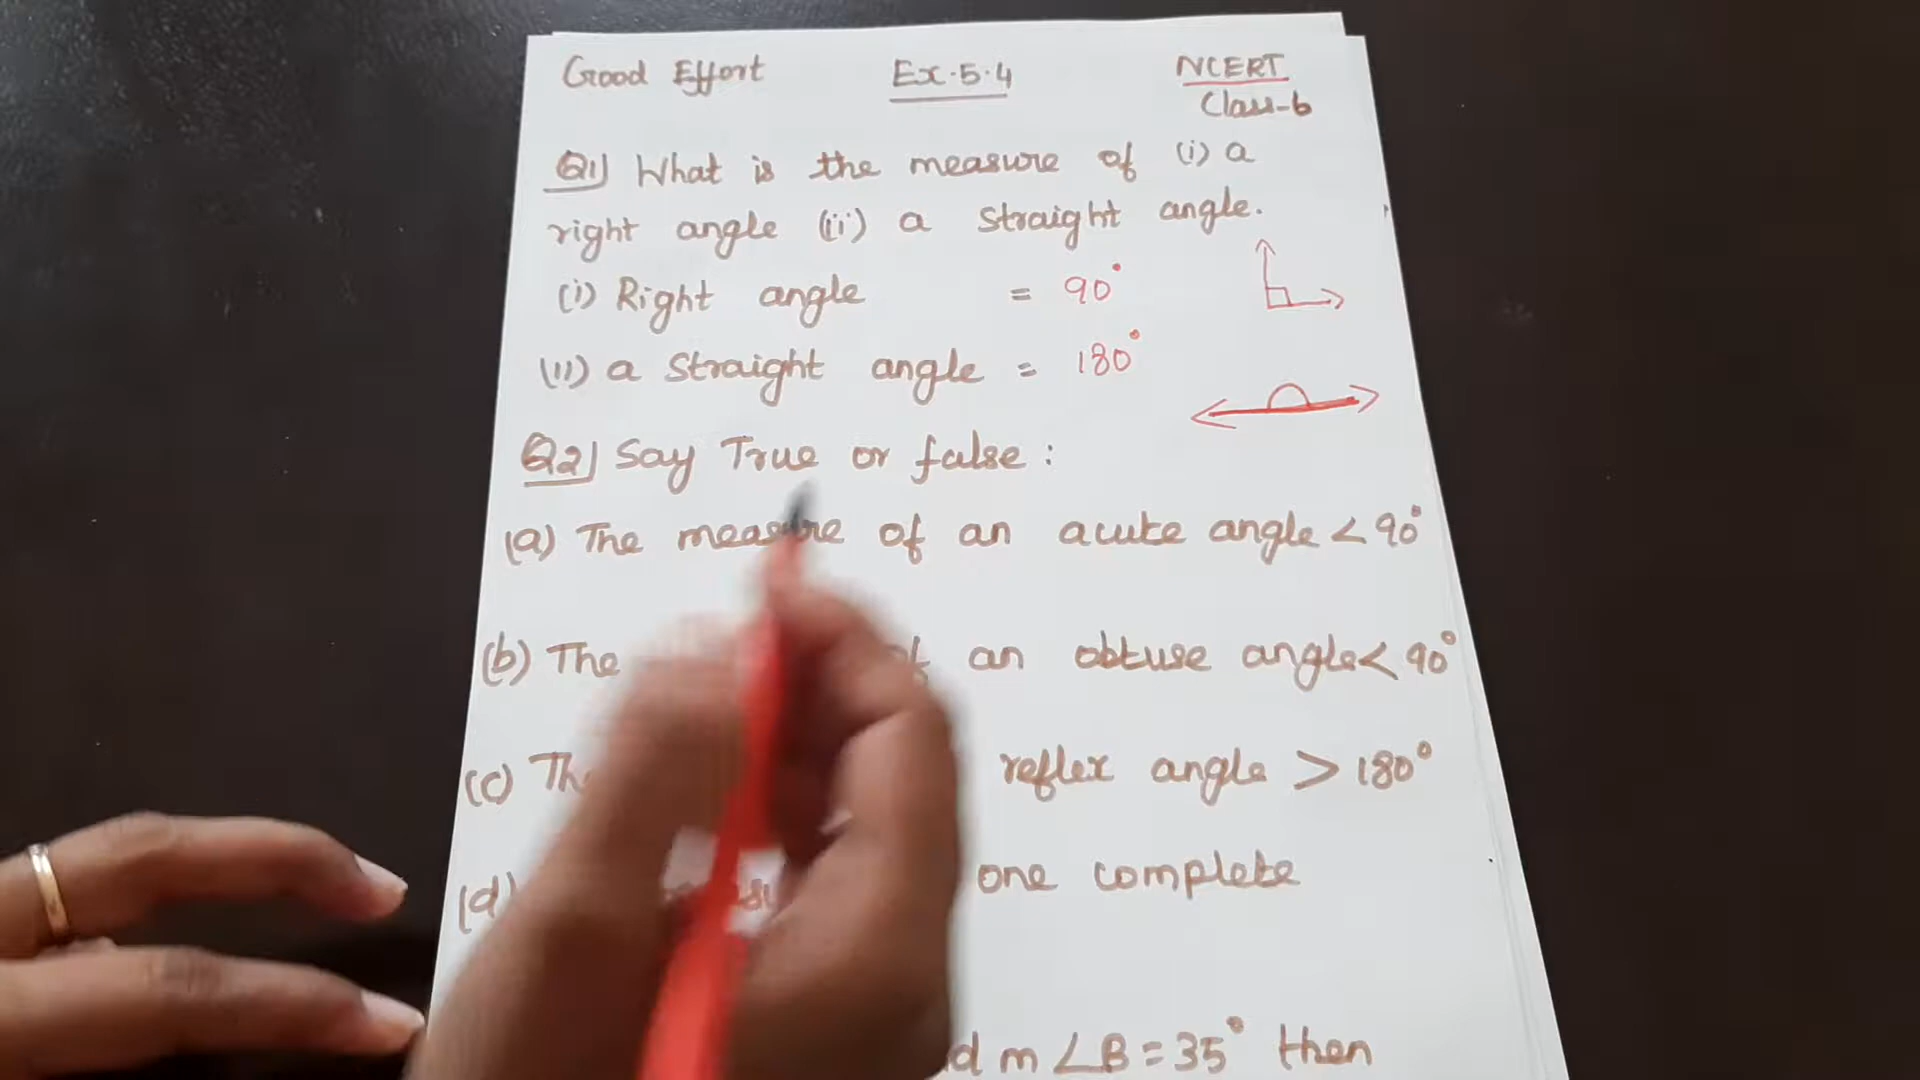 Good Effort Ex.5.4 NCERT
Class-6
Q1) What is the measure of (i) a
right angle (ii) a straight angle.
(i) Right angle = 90°
(ii) a straight angle = 180°
Q2) Say True or false :
(a) The measure of an acute angle < 90°
(b) The of an obtuse angle < 90°
(c) reflex angle > 180°
(d) one complete
m ∠B = 35° then